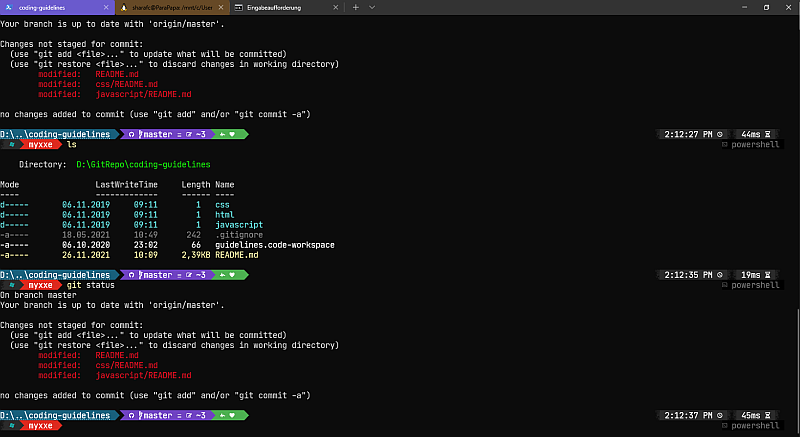 coding-guidelines
sharafc@ParaPapa: /mnt/c/User
Eingabeaufforderung
Your branch is up to date with 'origin/master'.
Changes not staged for commit:
(use "git add <file>..." to update what will be committed)
(use "git restore <file>..." to discard changes in working directory)
modified: README.md
modified: css/README.md
modified: javascript/README.md
no changes added to commit (use "git add" and/or "git commit -a")
D:\..\coding-guidelines master = ~3 2:12:27 PM 44ms
myxxe ls powershell
Directory: D:\GitRepo\coding-guidelines
Mode LastWriteTime Length Name
---- ------------- ------ ----
d----- 06.11.2019 09:11 1 css
d----- 06.11.2019 09:11 1 html
d----- 06.11.2019 09:11 1 javascript
-a---- 18.05.2021 10:49 242 .gitignore
-a---- 06.10.2020 23:02 66 guidelines.code-workspace
-a---- 26.11.2021 10:09 2,39KB README.md
D:\..\coding-guidelines master = ~3 2:12:35 PM 19ms
myxxe git status powershell
On branch master
Your branch is up to date with 'origin/master'.
Changes not staged for commit:
(use "git add <file>..." to update what will be committed)
(use "git restore <file>..." to discard changes in working directory)
modified: README.md
modified: css/README.md
modified: javascript/README.md
no changes added to commit (use "git add" and/or "git commit -a")
D:\..\coding-guidelines master = ~3 2:12:37 PM 45ms
myxxe powershell